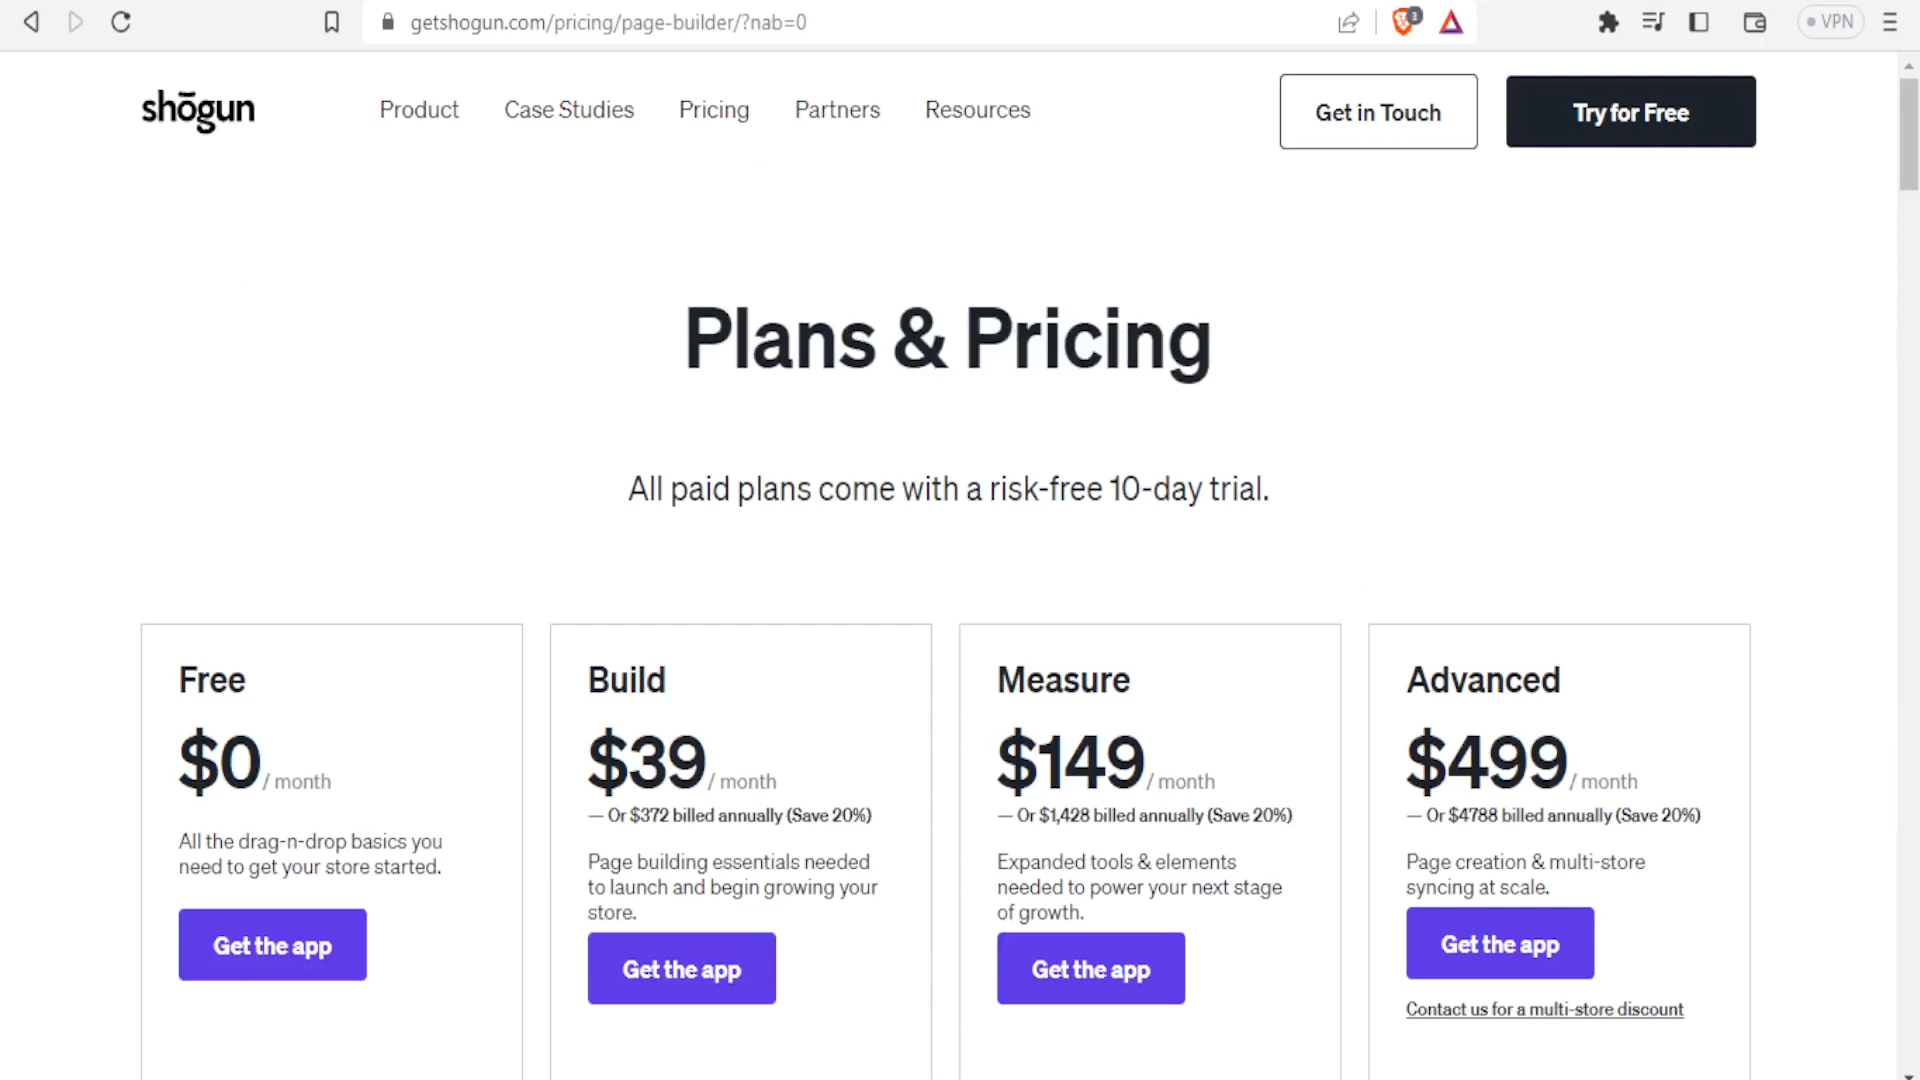 getshogun.com/pricing/page-builder/?nab=0
3
VPN
shōgun
Product
Case Studies
Pricing
Partners
Resources
Get in Touch
Try for Free
Plans & Pricing
All paid plans come with a risk-free 10-day trial.
Free
$0 / month
All the drag-n-drop basics you
need to get your store started.
Get the app
Build
$39 / month
— Or $372 billed annually (Save 20%)
Page building essentials needed
to launch and begin growing your
store.
Get the app
Measure
$149 / month
— Or $1,428 billed annually (Save 20%)
Expanded tools & elements
needed to power your next stage
of growth.
Get the app
Advanced
$499 / month
— Or $4788 billed annually (Save 20%)
Page creation & multi-store
syncing at scale.
Get the app
Contact us for a multi-store discount